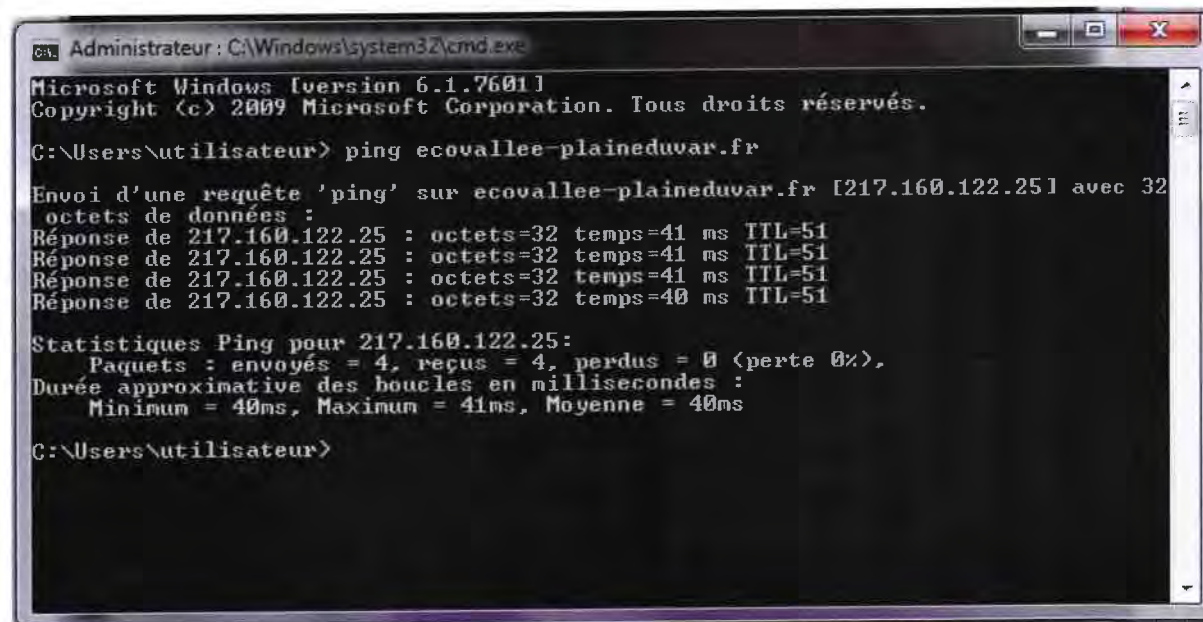 Administrateur : C:\Windows\system32\cmd.exe
Microsoft Windows [version 6.1.7601]
Copyright (c) 2009 Microsoft Corporation. Tous droits réservés.
C:\Users\utilisateur> ping ecovallee-plaineduvar.fr
Envoi d'une requête 'ping' sur ecovallee-plaineduvar.fr [217.160.122.25] avec 32
octets de données :
Réponse de 217.160.122.25 : octets=32 temps=41 ms TTL=51
Réponse de 217.160.122.25 : octets=32 temps=41 ms TTL=51
Réponse de 217.160.122.25 : octets=32 temps=41 ms TTL=51
Réponse de 217.160.122.25 : octets=32 temps=40 ms TTL=51
Statistiques Ping pour 217.160.122.25:
Paquets : envoyés = 4, reçus = 4, perdus = 0 (perte 0%),
Durée approximative des boucles en millisecondes :
Minimum = 40ms, Maximum = 41ms, Moyenne = 40ms
C:\Users\utilisateur>